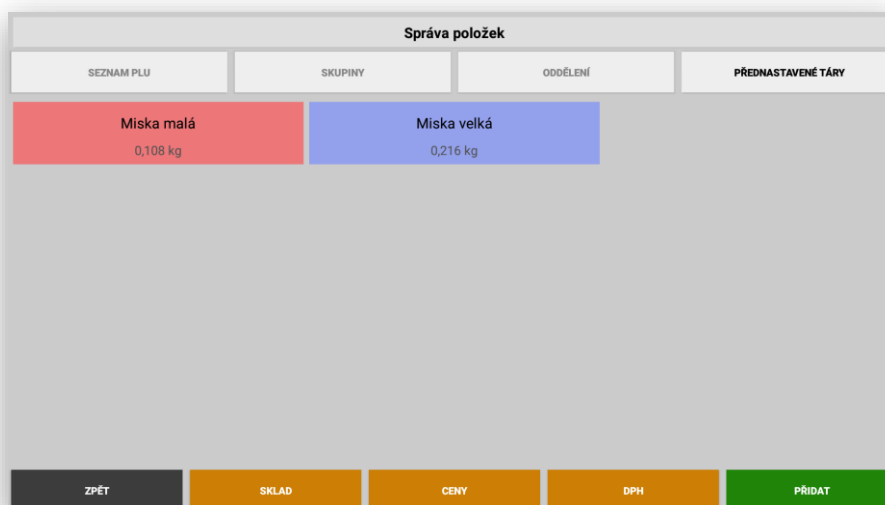 Správa položek
SEZNAM PLU
SKUPINY
ODDĚLENÍ
PŘEDNASTAVENÉ TÁRY
Miska malá
0,108 kg
Miska velká
0,216 kg
ZPĚT
SKLAD
CENY
DPH
PŘIDAT